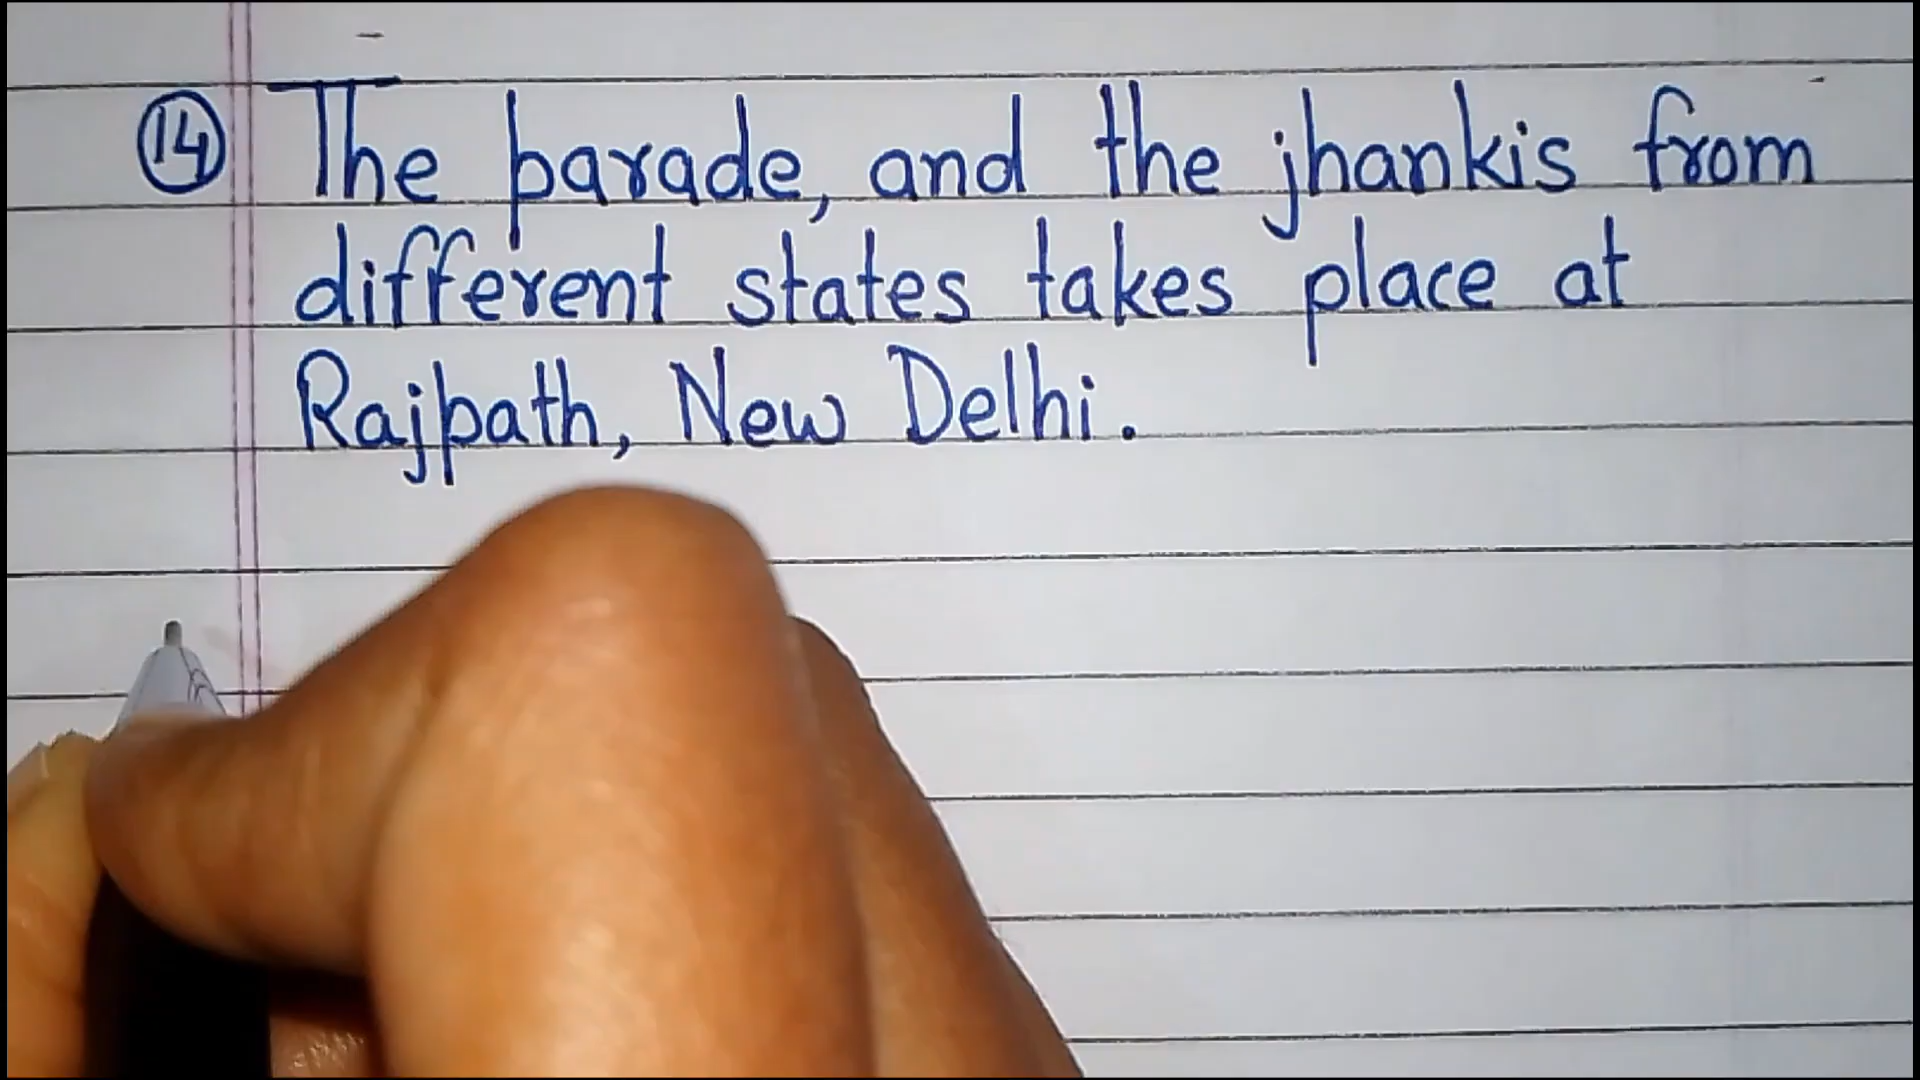 14 The parade, and the jhankis from
different states takes place at
Rajpath, New Delhi.